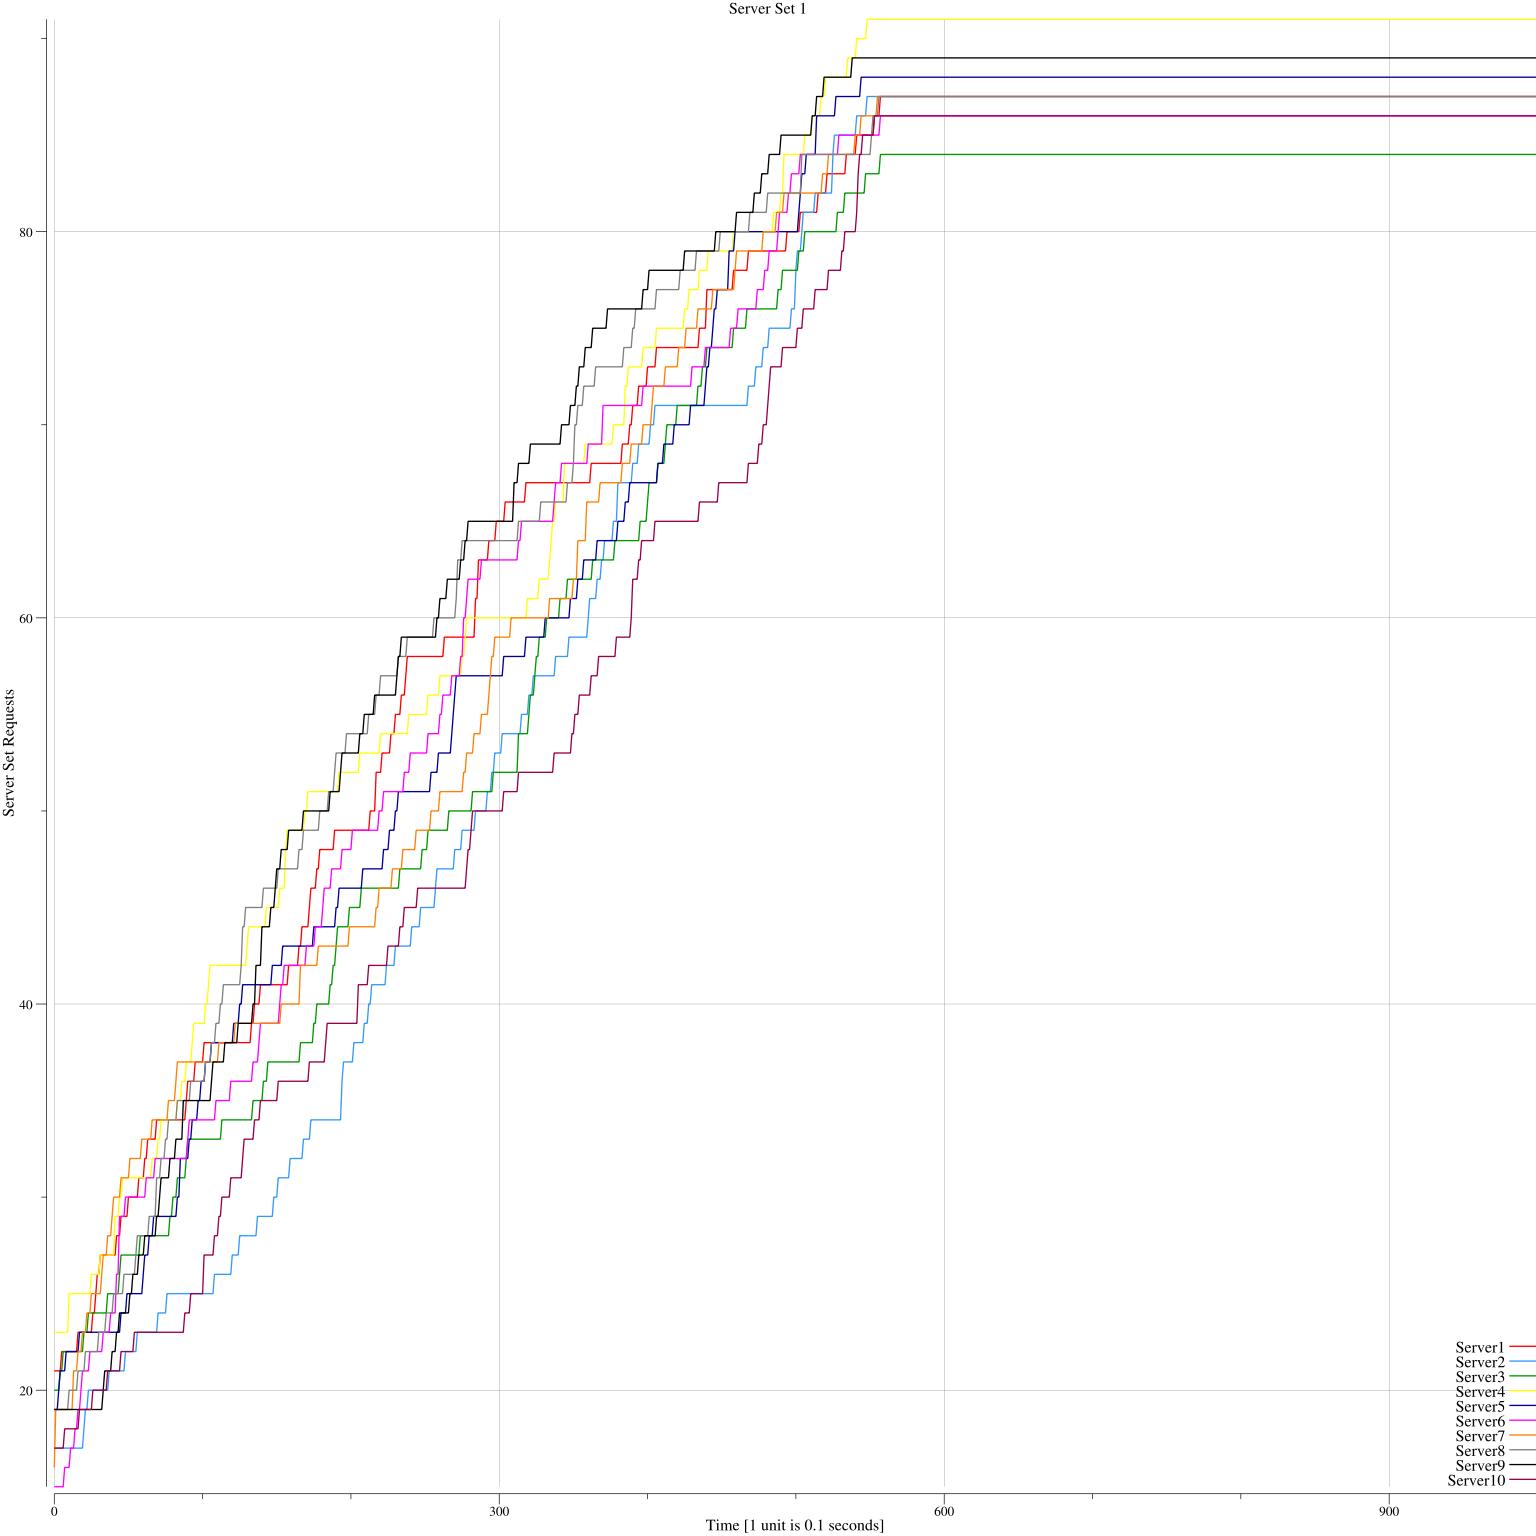 Server Set 1
80
60
40
20
Server Set Requests
0
300
600
900
Time [1 unit is 0.1 seconds]
Server1
Server2
Server3
Server4
Server5
Server6
Server7
Server8
Server9
Server10